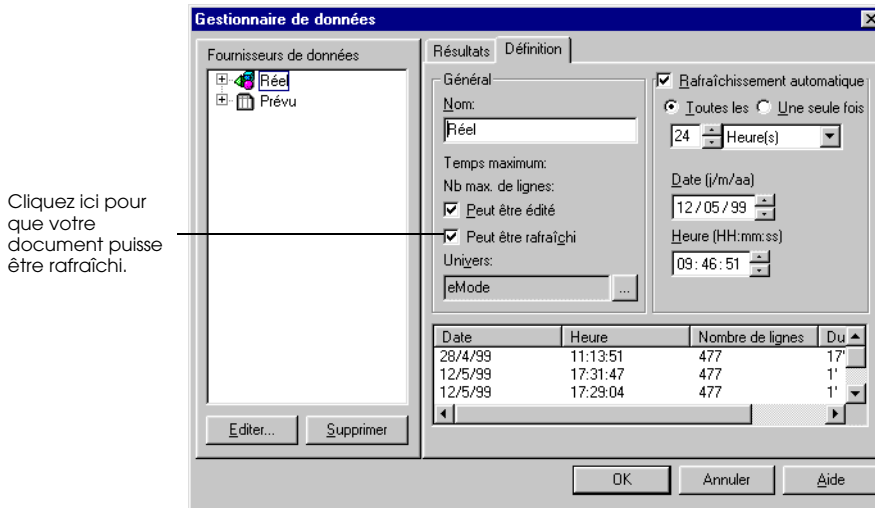 Gestionnaire de données
Cliquez ici pour
que votre
document puisse
être rafraîchi.
Fournisseurs de données
Réel
Prévu
Editer...
Supprimer
Résultats
Définition
Général
Nom:
Réel
Temps maximum:
Nb max. de lignes:
Peut être édité
Peut être rafraîchi
Univers:
eMode
...
Rafraîchissement automatique
Toutes les
Une seule fois
24
Heure(s)
Date (j/m/aa)
12/05/99
Heure (HH:mm:ss)
09:46:51
Date Heure Nombre de lignes Du
28/4/99 11:13:51 477 17'
12/5/99 17:31:47 477 1'
12/5/99 17:29:04 477 1'
OK
Annuler
Aide